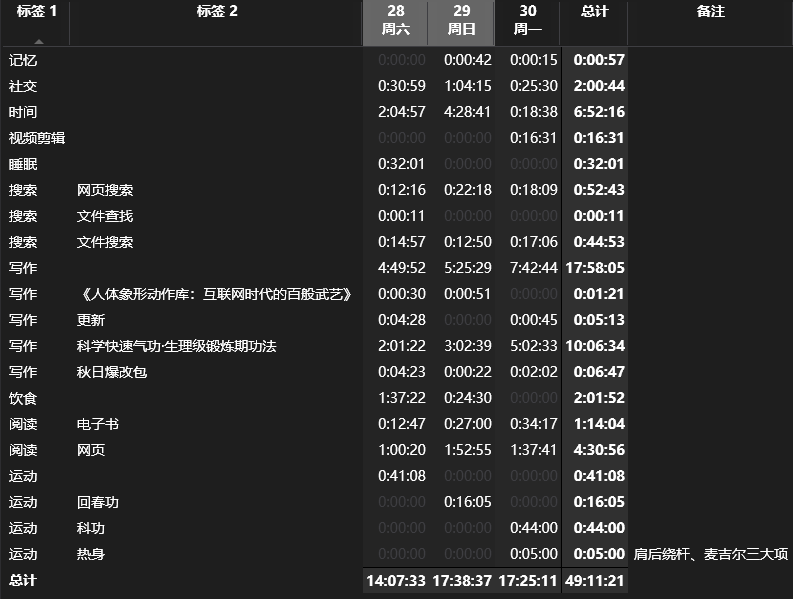 标签 1 标签 2 28 周六 29 周日 30 周一 总计 备注
记忆 0:00:00 0:00:42 0:00:15 0:00:57
社交 0:30:59 1:04:15 0:25:30 2:00:44
时间 2:04:57 4:28:41 0:18:38 6:52:16
视频剪辑 0:00:00 0:00:00 0:16:31 0:16:31
睡眠 0:32:01 0:00:00 0:00:00 0:32:01
搜索 网页搜索 0:12:16 0:22:18 0:18:09 0:52:43
搜索 文件查找 0:00:11 0:00:00 0:00:00 0:00:11
搜索 文件搜索 0:14:57 0:12:50 0:17:06 0:44:53
写作 4:49:52 5:25:29 7:42:44 17:58:05
写作 《人体象形动作库：互联网时代的百般武艺》 0:00:30 0:00:51 0:00:00 0:01:21
写作 更新 0:04:28 0:00:00 0:00:45 0:05:13
写作 科学快速气功·生理级锻炼期功法 2:01:22 3:02:39 5:02:33 10:06:34
写作 秋日爆改包 0:04:23 0:00:22 0:02:02 0:06:47
饮食 1:37:22 0:24:30 0:00:00 2:01:52
阅读 电子书 0:12:47 0:27:00 0:34:17 1:14:04
阅读 网页 1:00:20 1:52:55 1:37:41 4:30:56
运动 0:41:08 0:00:00 0:00:00 0:41:08
运动 回春功 0:00:00 0:16:05 0:00:00 0:16:05
运动 科功 0:00:00 0:00:00 0:44:00 0:44:00
运动 热身 0:00:00 0:00:00 0:05:00 0:05:00 肩后绕杆、麦吉尔三大项
总计 14:07:33 17:38:37 17:25:11 49:11:21